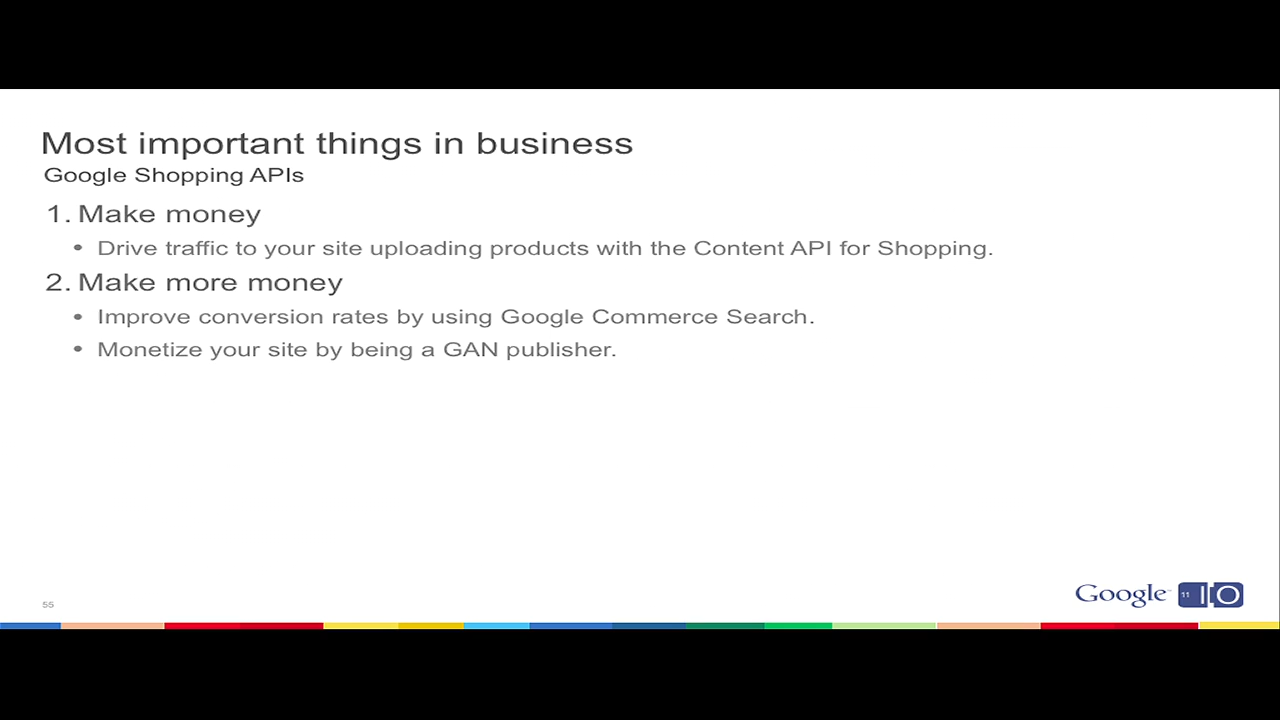 Most important things in business
Google Shopping APIs
1. Make money
• Drive traffic to your site uploading products with the Content API for Shopping.
2. Make more money
• Improve conversion rates by using Google Commerce Search.
• Monetize your site by being a GAN publisher.
55
Google 11 IO